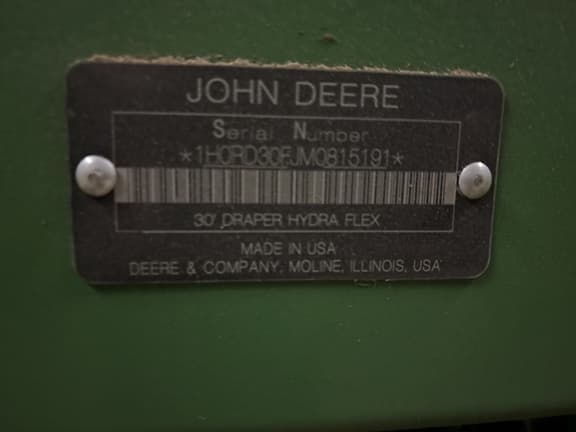 JOHN DEERE
Serial Number
*1H0RD30FJM0815191*
30' DRAPER HYDRA FLEX
MADE IN USA
DEERE & COMPANY, MOLINE, ILLINOIS, USA